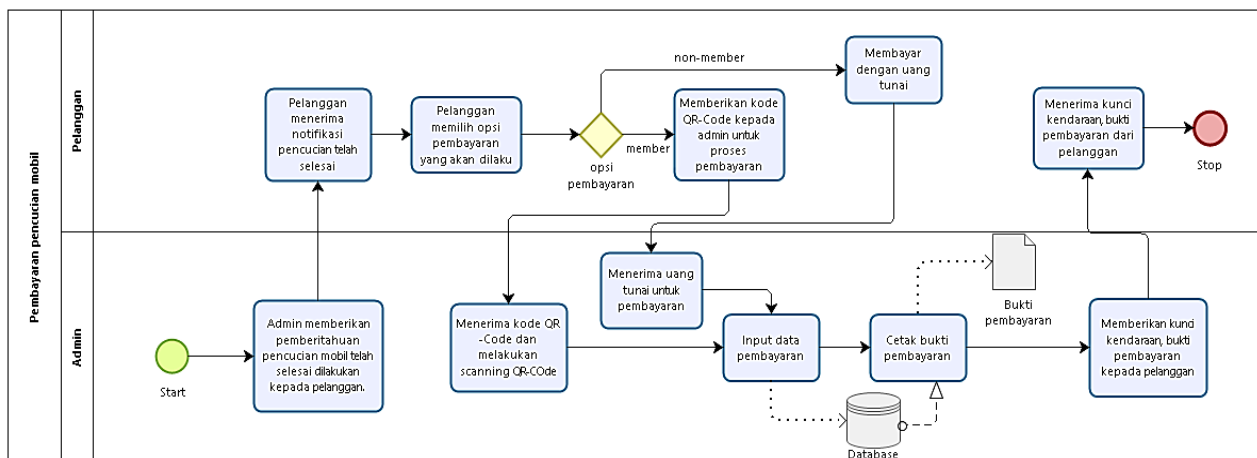 Pembayaran pencucian mobil
Pelanggan
Pelanggan
menerima
notifikasi
pencucian telah
selesai
Pelanggan
memilih opsi
pembayaran
yang akan dilaku
opsi
pembayaran
non-member
member
Memberikan kode
QR-Code kepada
admin untuk
proses
pembayaran
Membayar
dengan uang
tunai
Menerima kunci
kendaraan, bukti
pembayaran dari
pelanggan
Stop
Admin
Start
Admin memberikan
pemberitahuan
pencucian mobil telah
selesai dilakukan
kepada pelanggan.
Menerima kode QR
-Code dan
melakukan
scanning QR-COde
Menerima uang
tunai untuk
pembayaran
Input data
pembayaran
Cetak bukti
pembayaran
Bukti
pembayaran
Database
Memberikan kunci
kendaraan, bukti
pembayaran
kepada pelanggan